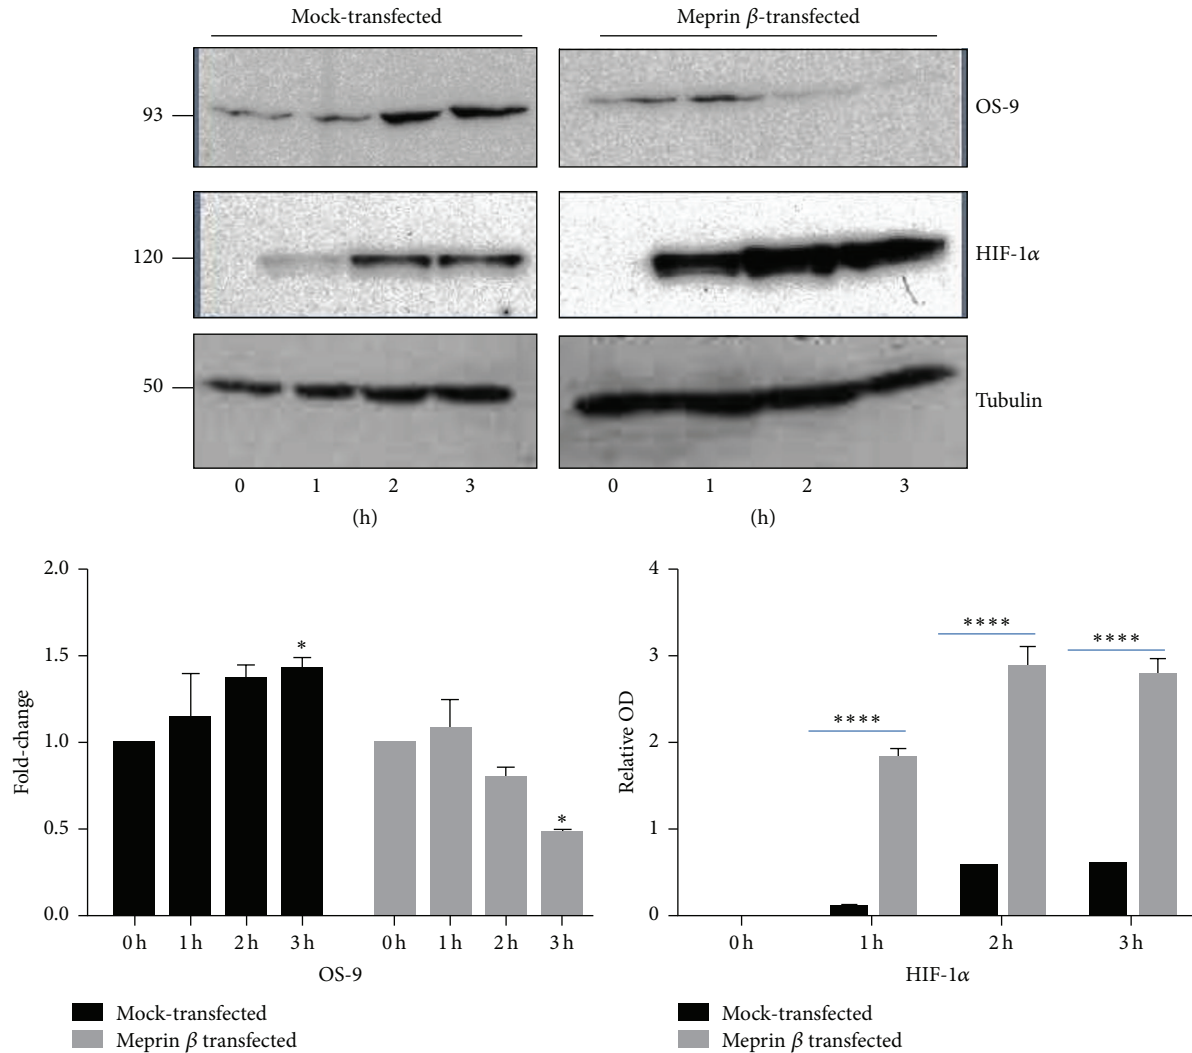 Mock-transfected
Meprin β-transfected
93
OS-9
120
HIF-1α
50
Tubulin
0 1 2 3
0 1 2 3
(h)
(h)
2.0
1.5
1.0
0.5
0.0
Fold-change
*
*
0 h 1 h 2 h 3 h 0 h 1 h 2 h 3 h
OS-9
Mock-transfected
Meprin β transfected
4
3
2
1
0
Relative OD
****
****
****
0 h 1 h 2 h 3 h
HIF-1α
Mock-transfected
Meprin β transfected